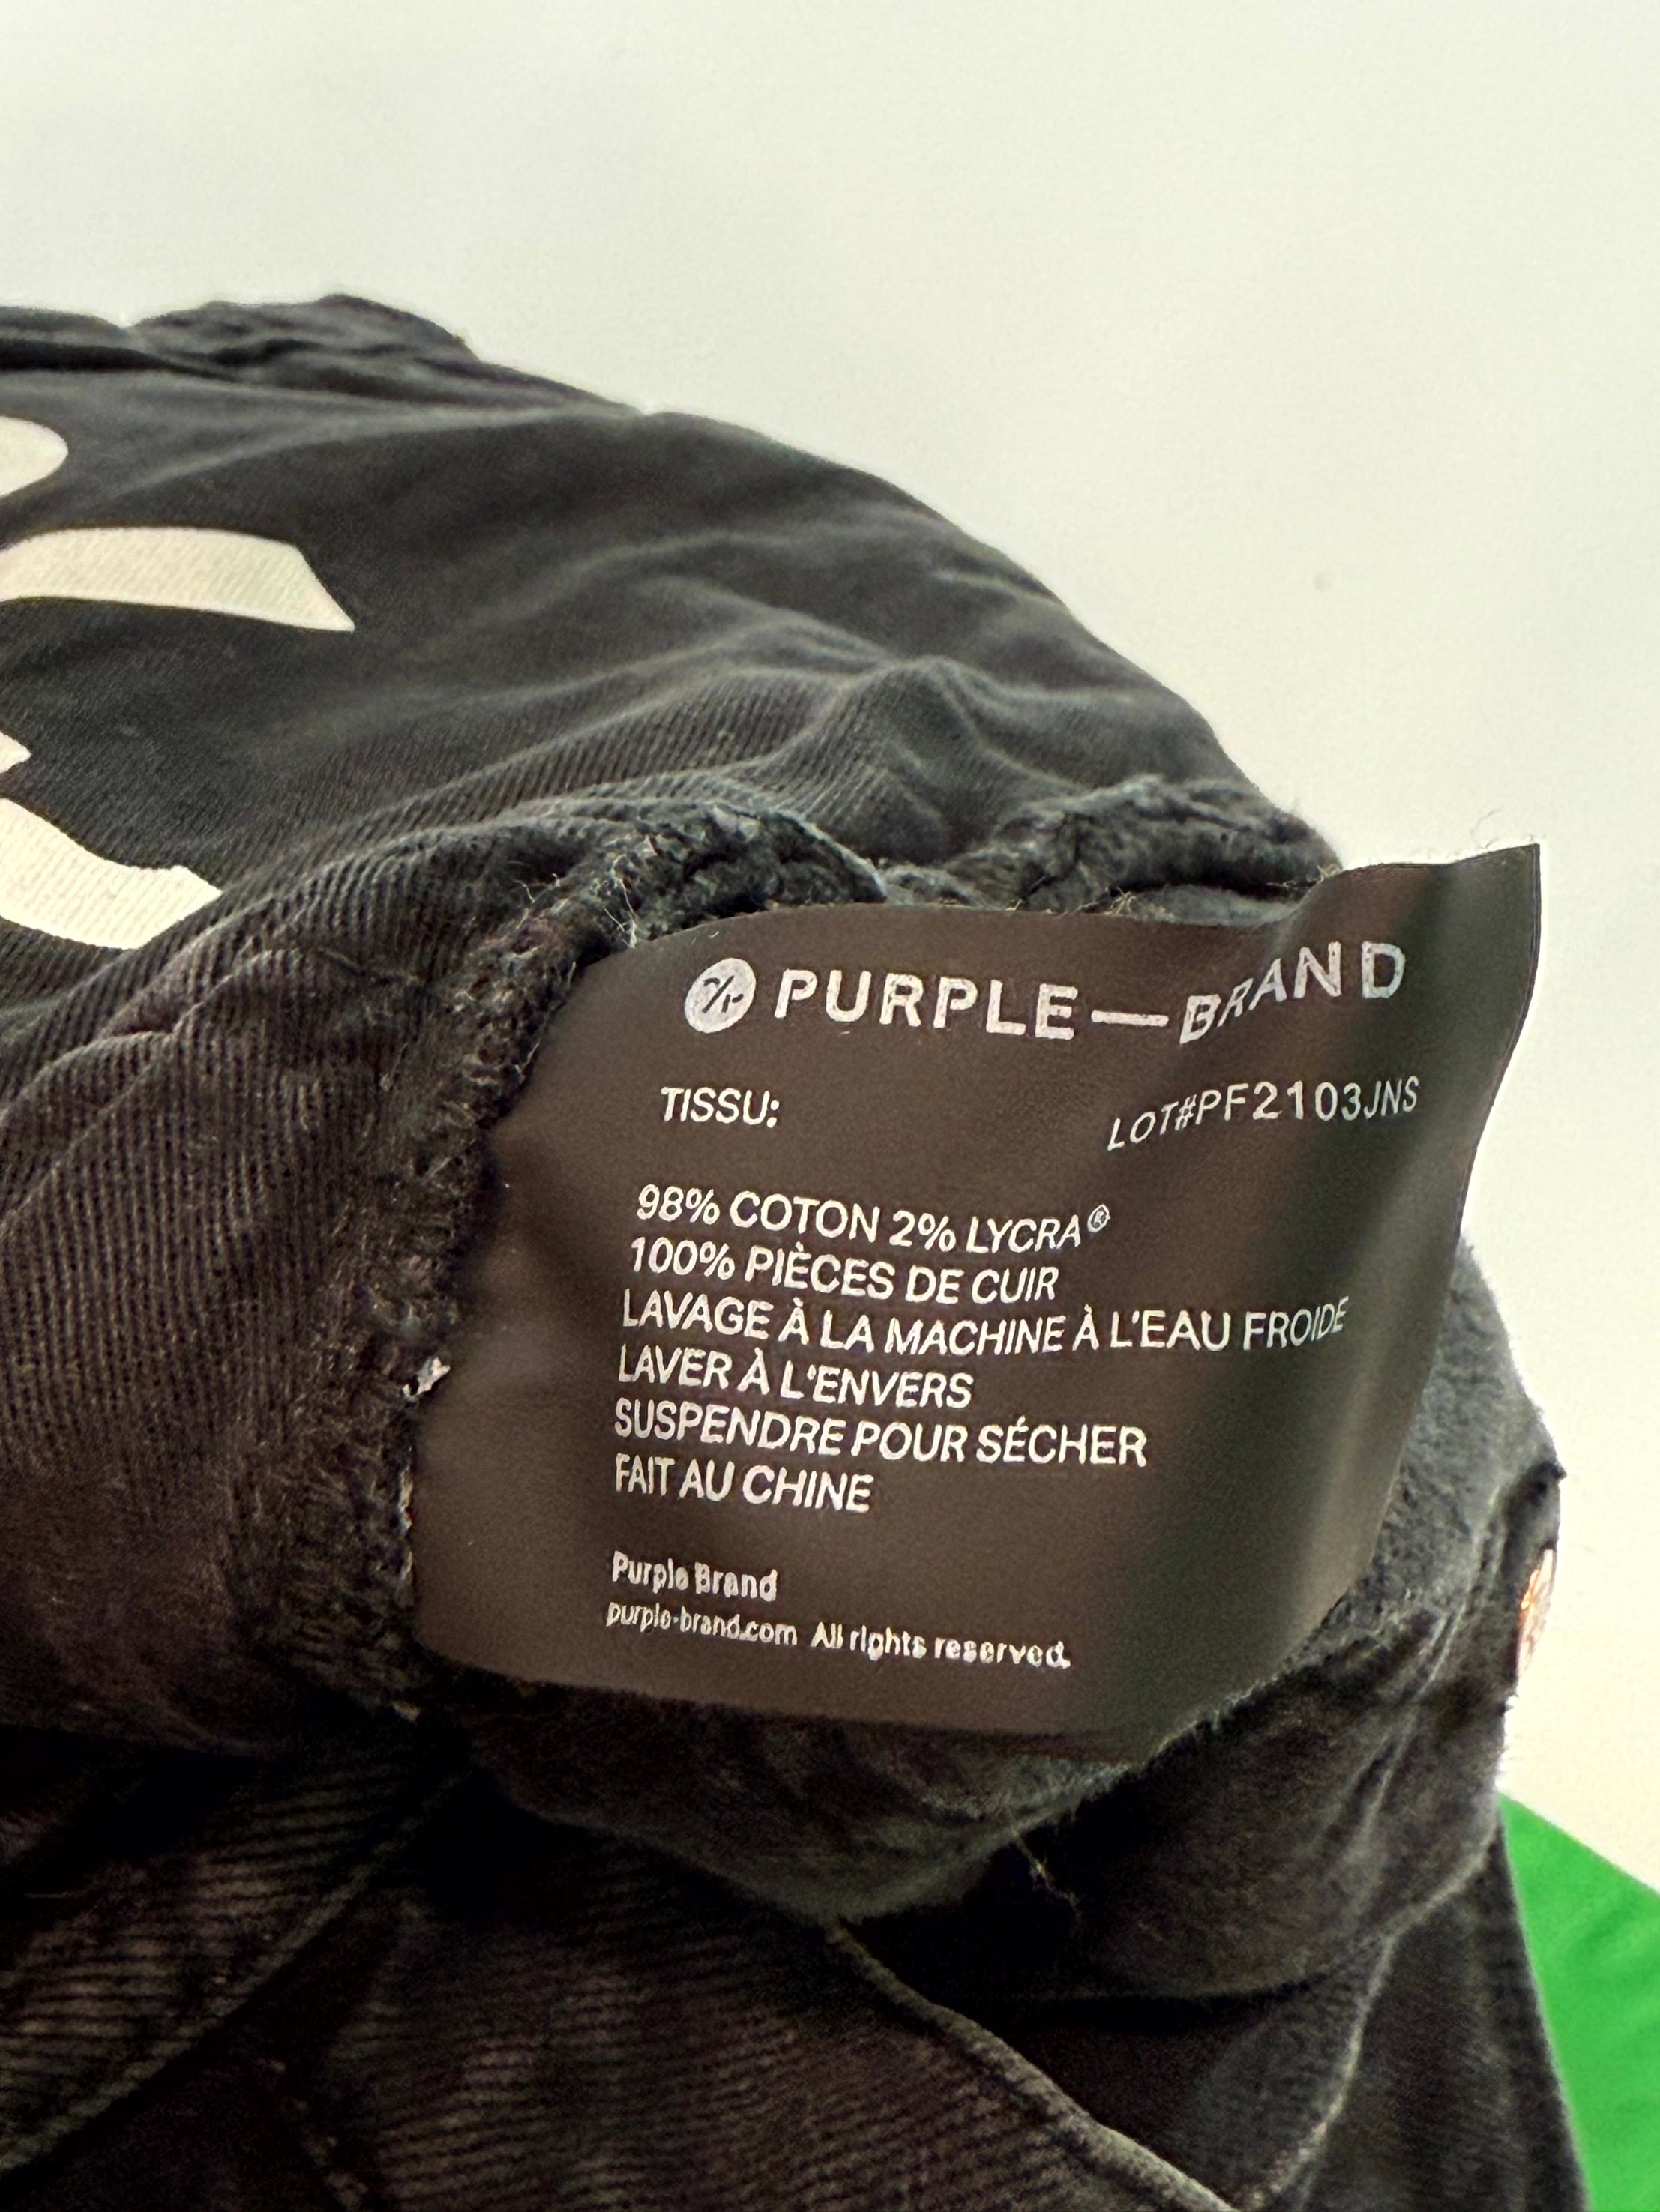 PURPLE—BRAND
TISSU:
LOT#PF2103JNS
98% COTON 2% LYCRA®
100% PIÈCES DE CUIR
LAVAGE À LA MACHINE À L'EAU FROIDE
LAVER À L'ENVERS
SUSPENDRE POUR SÉCHER
FAIT AU CHINE
Purple Brand
purple-brand.com All rights reserved.